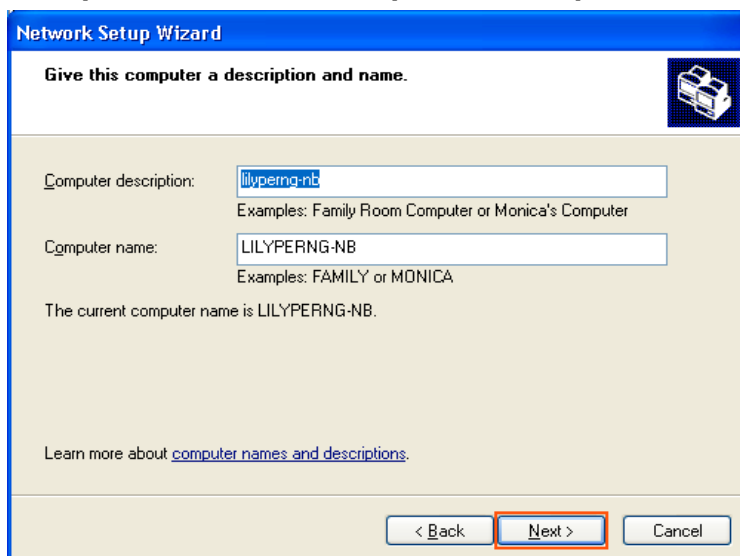 Network Setup Wizard
Give this computer a description and name.
Computer description:
lilyperng-nb
Examples: Family Room Computer or Monica's Computer
Computer name:
LILYPERNG-NB
Examples: FAMILY or MONICA
The current computer name is LILYPERNG-NB.
Learn more about computer names and descriptions.
< Back
Next >
Cancel